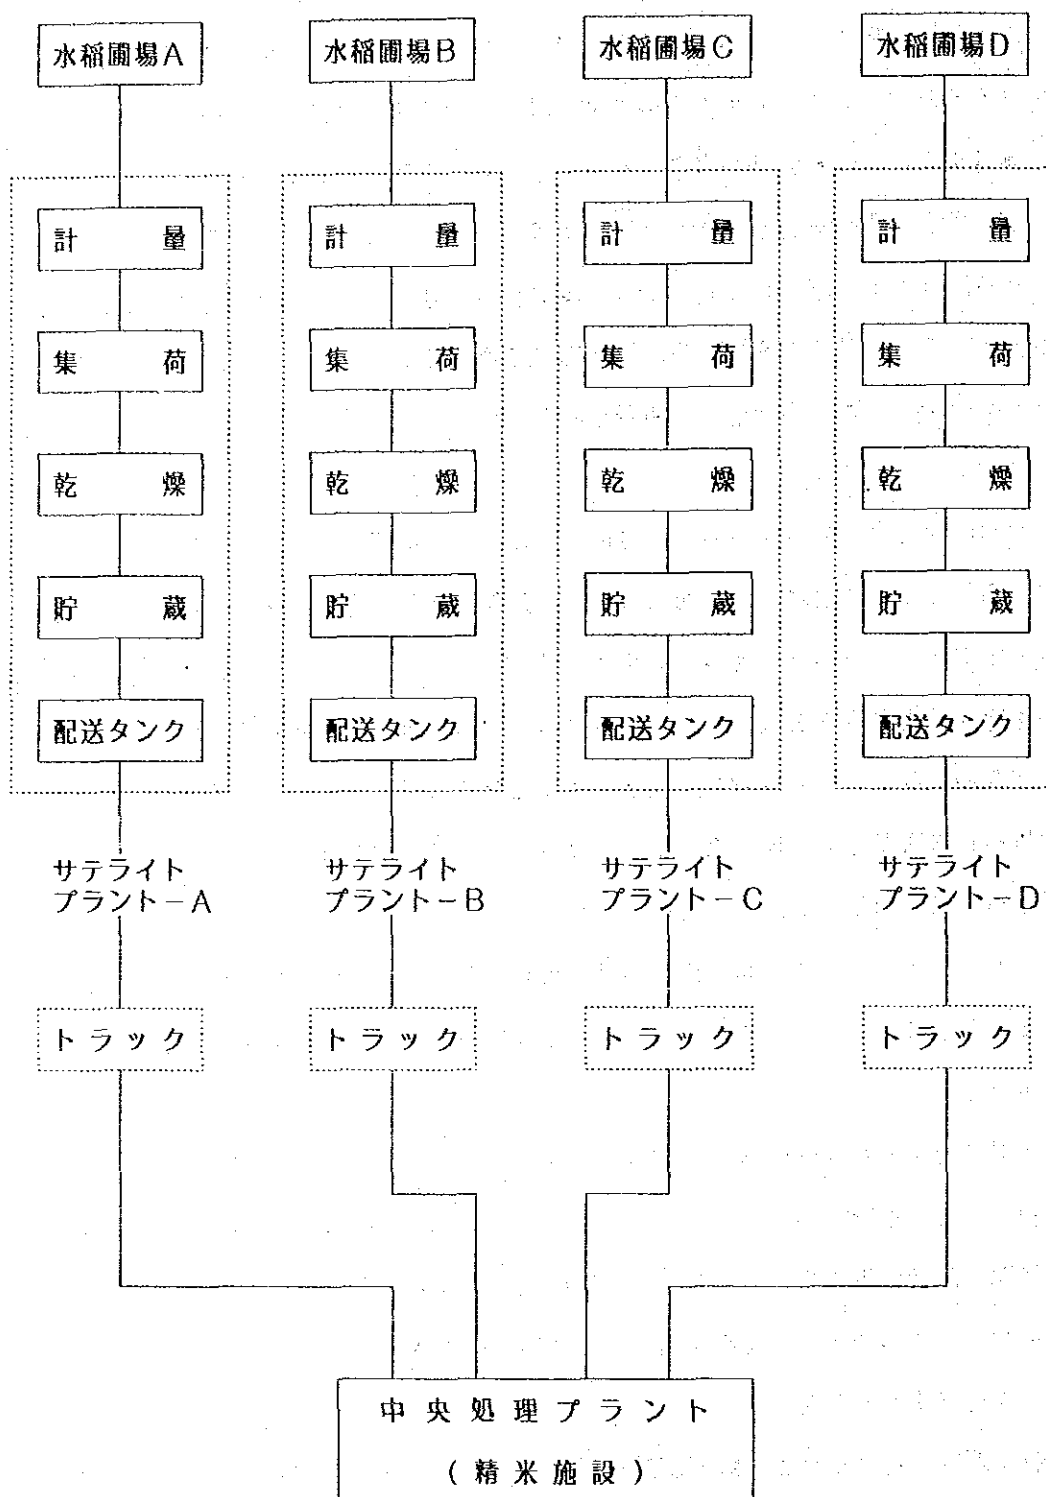 水稲圃場A
水稲圃場B
水稲圃場C
水稲圃場D
計量
計量
計量
計量
集荷
集荷
集荷
集荷
乾燥
乾燥
乾燥
乾燥
貯蔵
貯蔵
貯蔵
貯蔵
配送タンク
配送タンク
配送タンク
配送タンク
サテライト
プラント-A
サテライト
プラント-B
サテライト
プラント-C
サテライト
プラント-D
トラック
トラック
トラック
トラック
中央処理プラント
(精米施設)